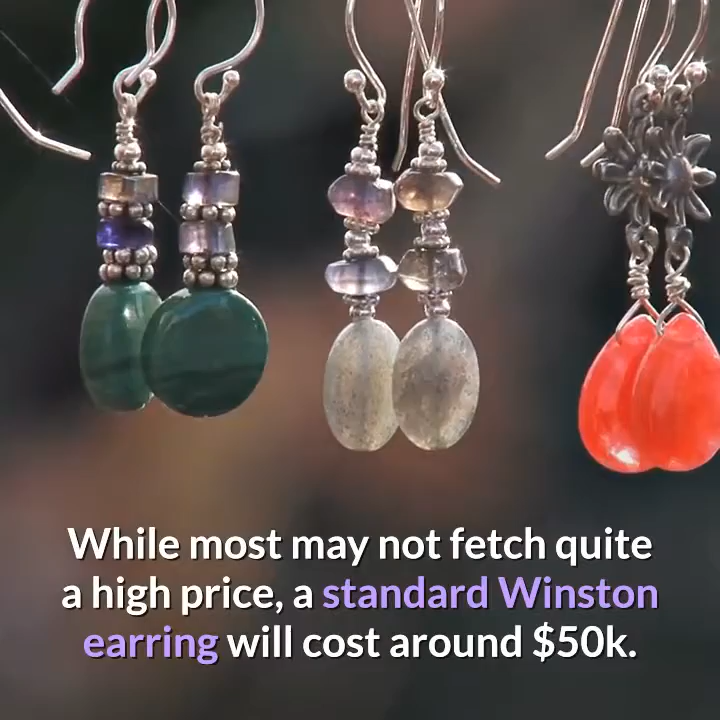 While most may not fetch quite
a high price, a standard Winston
earring will cost around $50k.